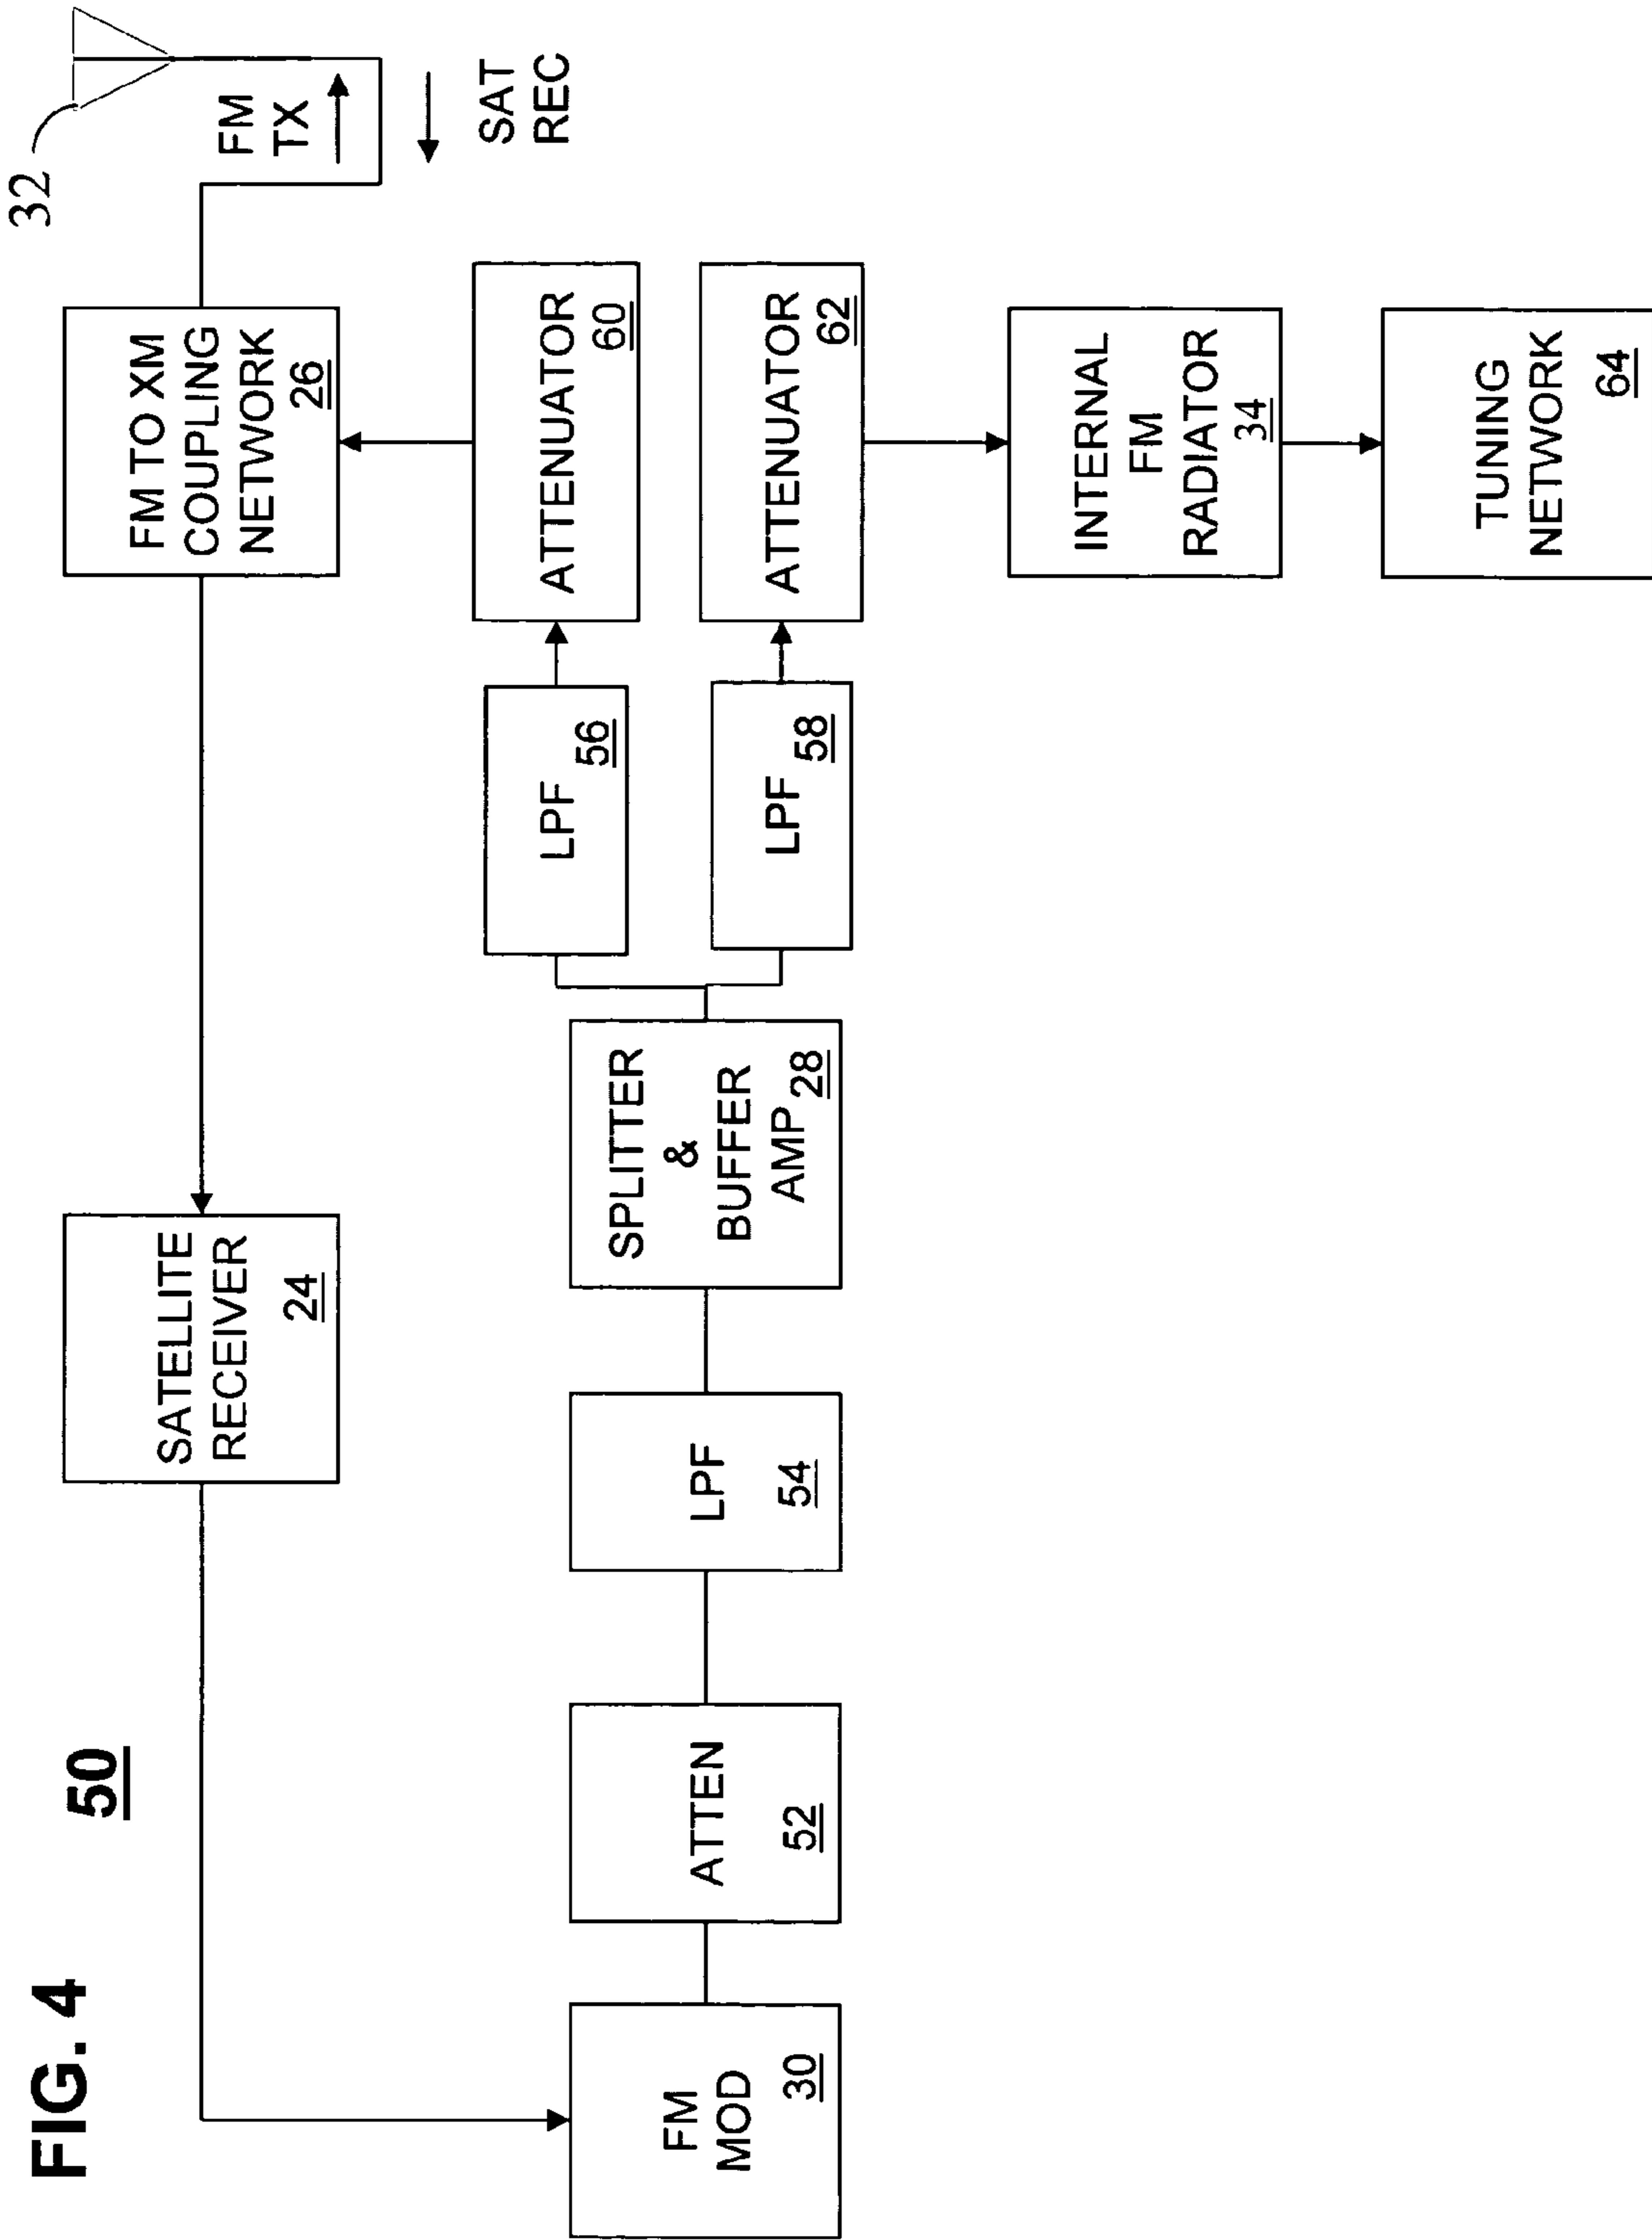 FIG. 4
50
32
FM
TX
SAT
REC
SATELLITE
RECEIVER
24
FM TO XM
COUPLING
NETWORK
26
FM
MOD
30
ATTEN
52
LPF
54
SPLITTER
&
BUFFER
AMP 28
LPF
56
ATTENUATOR
60
LPF
58
ATTENUATOR
62
INTERNAL
FM
RADIATOR
34
TUNING
NETWORK
64